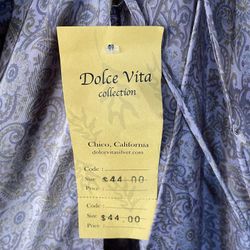 Dolce Vita
collection
Chico, California
dolcevitasilver.com
Code :
Size $44.00
Price :
Code :
Size $44.00
Price :